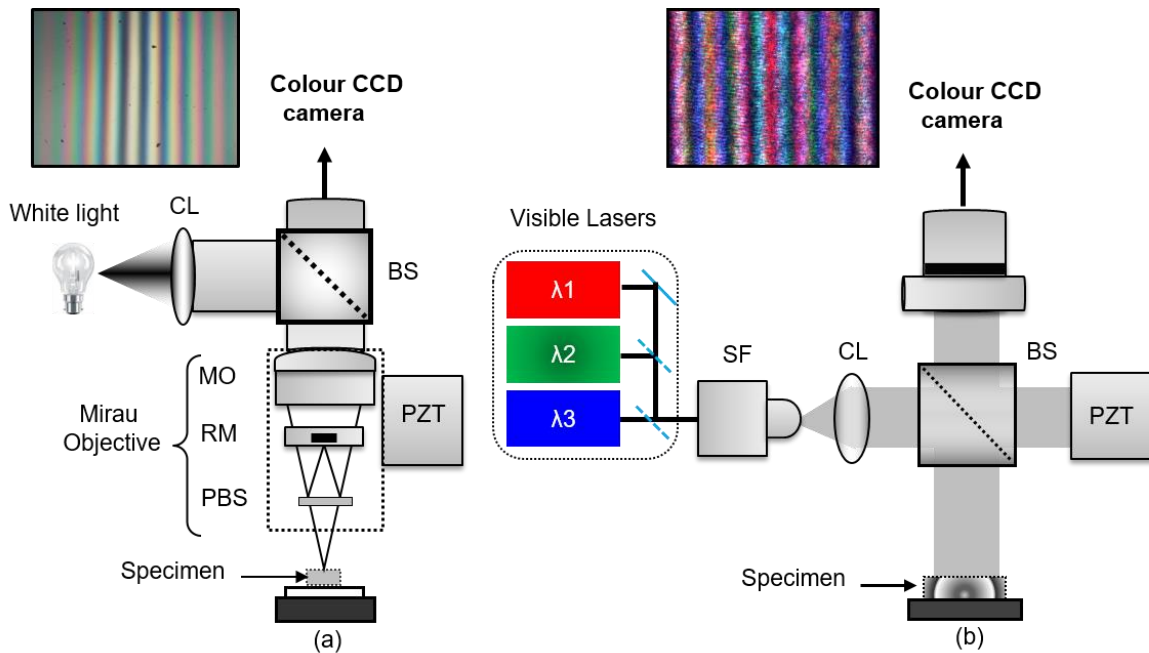 Colour CCD
camera
White light
CL
BS
MO
Mirau
Objective
RM
PZT
PBS
Specimen
(a)
Colour CCD
camera
Visible Lasers
λ1
λ2
λ3
SF
CL
BS
PZT
Specimen
(b)